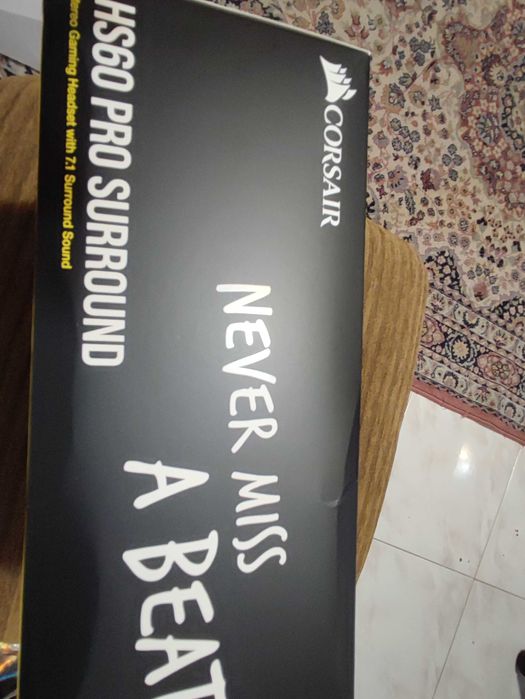 CORSAIR
NEVER MISS
A BEAT
HS60 PRO SURROUND
Stereo Gaming Headset with 7.1 Surround Sound